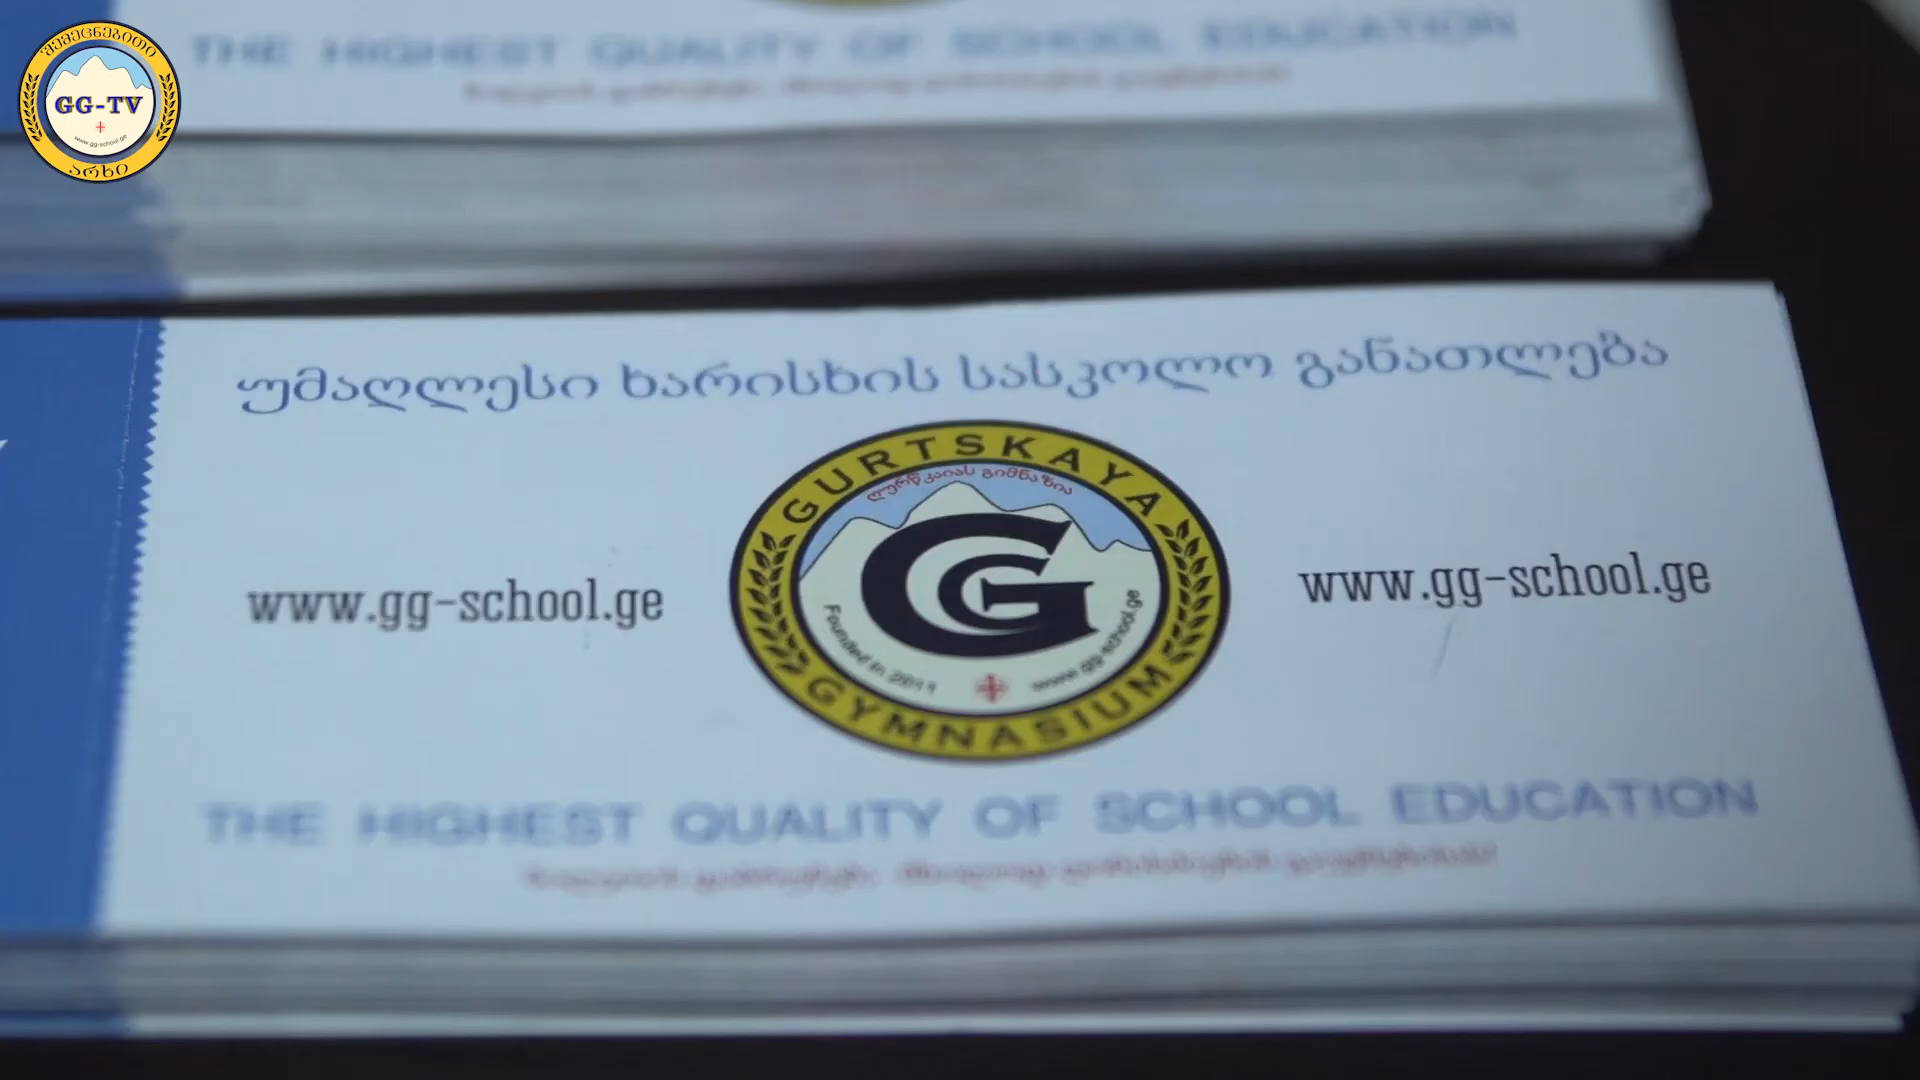 შემეცნებითი
GG-TV
www.gg-school.ge
არხი
THE HIGHEST QUALITY OF SCHOOL EDUCATION
უმაღლესი ხარისხის სასკოლო განათლება
GURTSKAYA
ღურწკაიას გიმნაზია
GG
www.gg-school.ge
www.gg-school.ge
Founded in 2011
www.gg-school.ge
GYMNASIUM
THE HIGHEST QUALITY OF SCHOOL EDUCATION